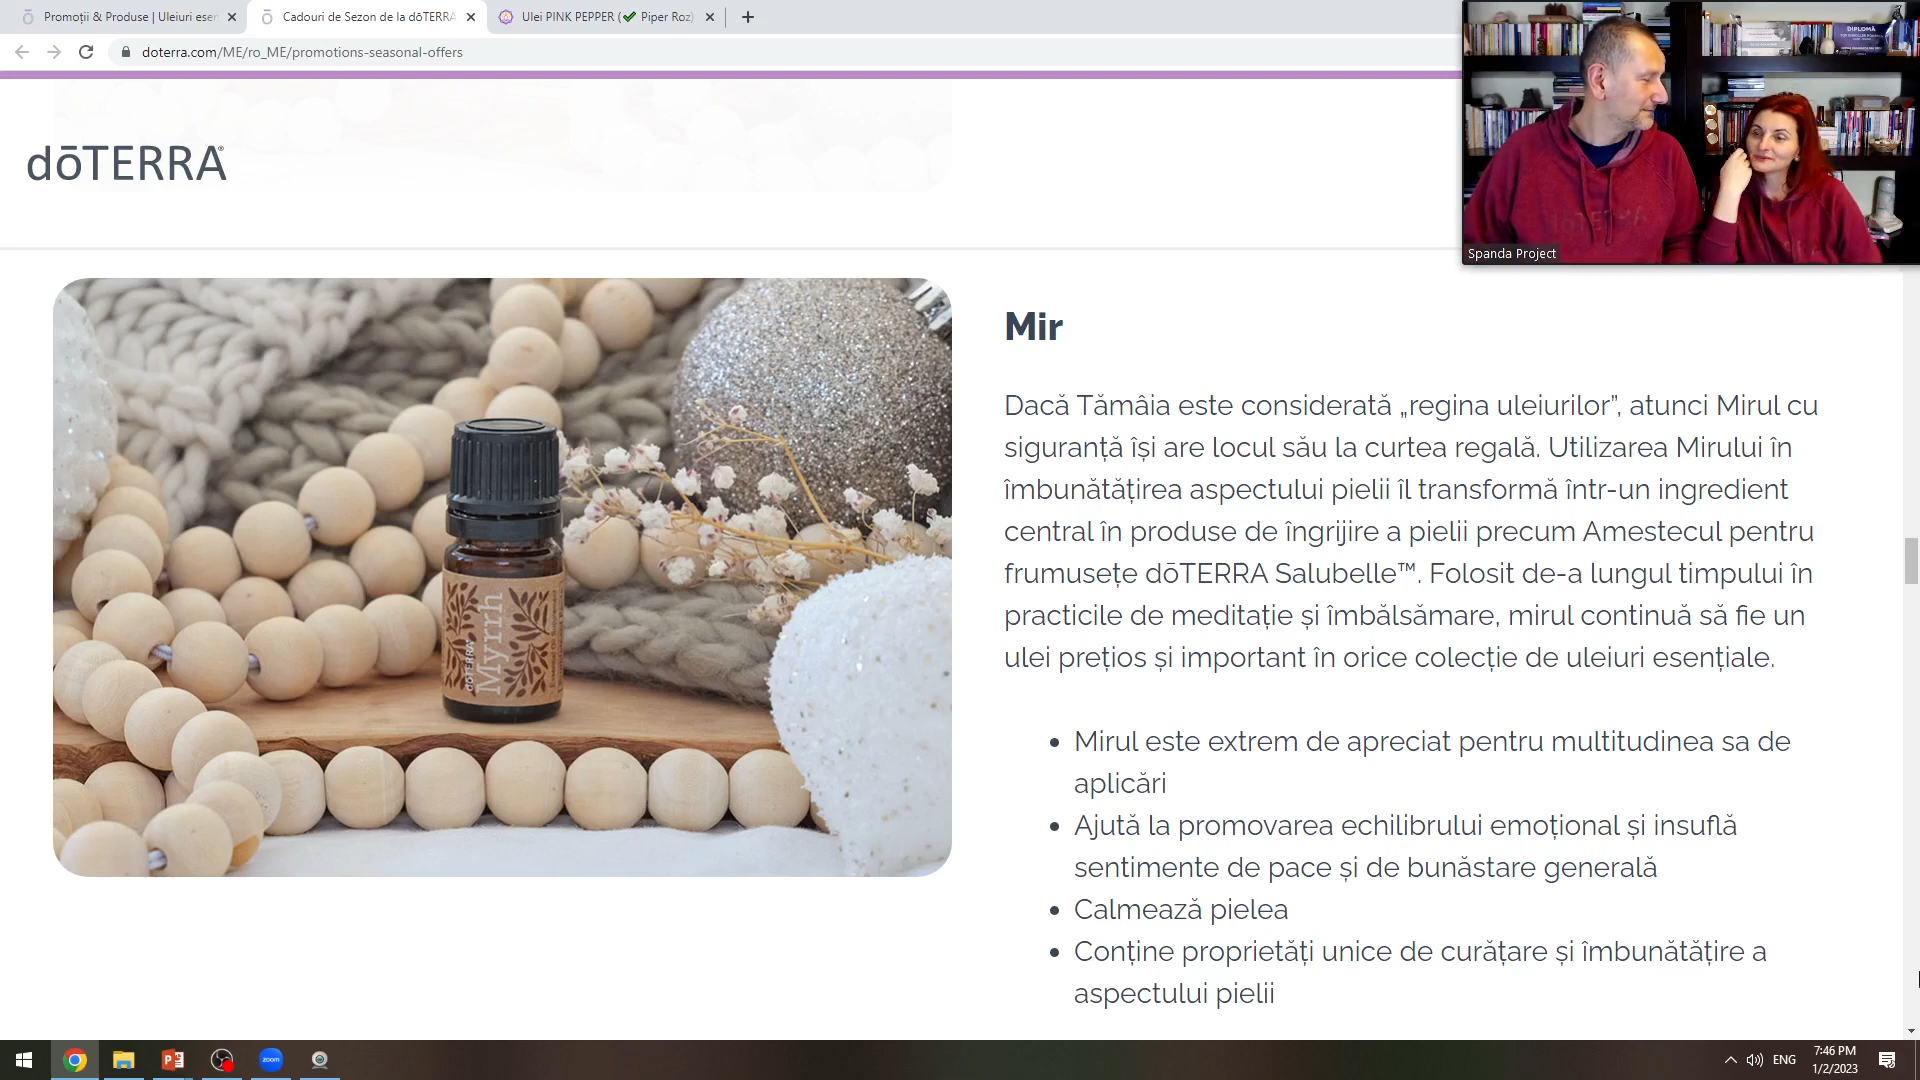 Promoții & Produse | Uleiuri esen
Cadouri de Sezon de la dōTERRA
Ulei PINK PEPPER (✔ Piper Roz)
doterra.com/ME/ro_ME/promotions-seasonal-offers
DIPLOMĂ
Spanda Project
dōTERRA
Mir
Dacă Tămâia este considerată „regina uleiurilor”, atunci Mirul cu
siguranță își are locul său la curtea regală. Utilizarea Mirului în
îmbunătățirea aspectului pielii îl transformă într-un ingredient
central în produse de îngrijire a pielii precum Amestecul pentru
frumusețe dōTERRA Salubelle™. Folosit de-a lungul timpului în
practicile de meditație și îmbălsămare, mirul continuă să fie un
ulei prețios și important în orice colecție de uleiuri esențiale.
• Mirul este extrem de apreciat pentru multitudinea sa de
aplicări
• Ajută la promovarea echilibrului emoțional și insuflă
sentimente de pace și de bunăstare generală
• Calmează pielea
• Conține proprietăți unice de curățare și îmbunătățire a
aspectului pielii
dōTERRA
Myrrh
zoom
ENG
7:46 PM
1/2/2023